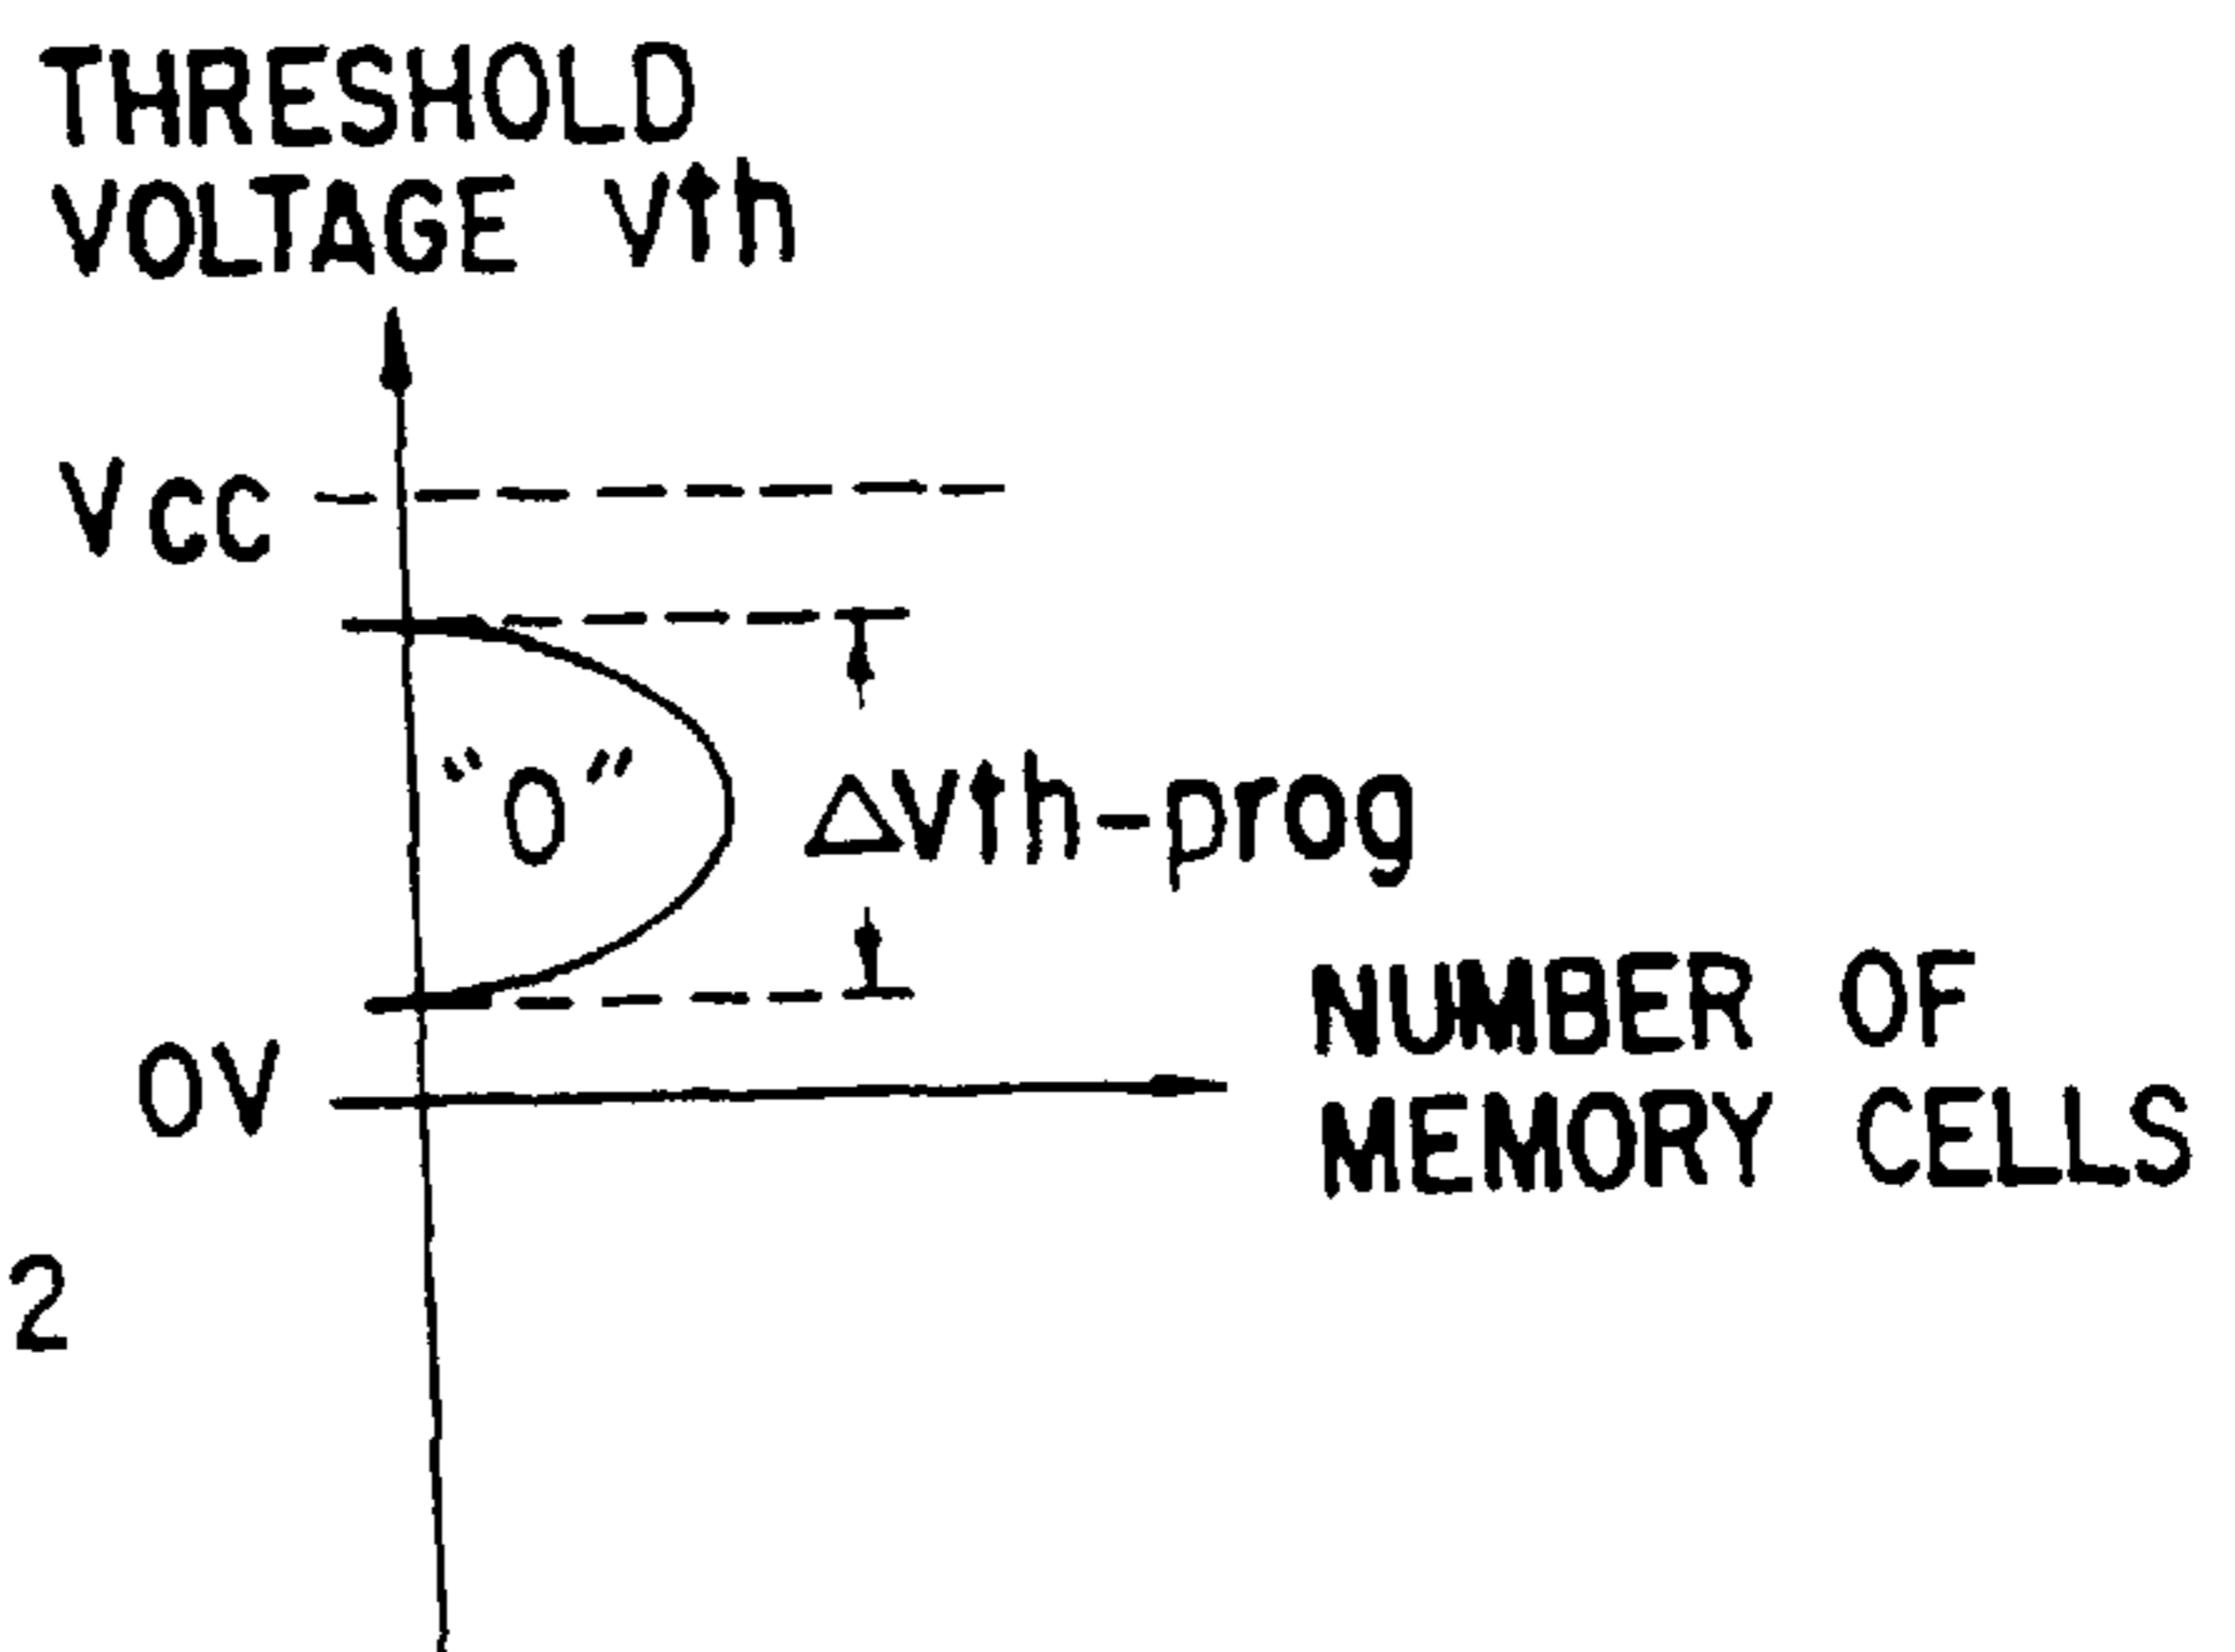 THRESHOLD
VOLTAGE Vth
Vcc
"0"
ΔVth-prog
0V
NUMBER OF
MEMORY CELLS
2